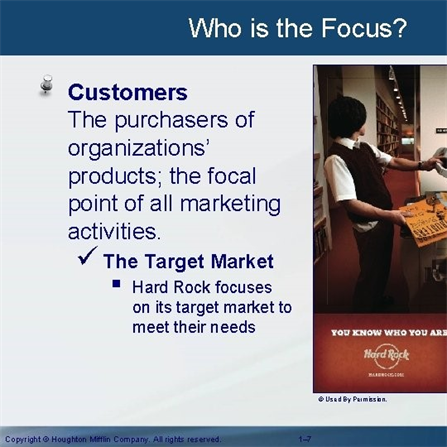 Who is the Focus?
Customers
The purchasers of
organizations’
products; the focal
point of all marketing
activities.
✓ The Target Market
▪ Hard Rock focuses
on its target market to
meet their needs
YOU KNOW WHO YOU ARE
Hard Rock
HARDROCK.COM
© Used By Permission.
Copyright © Houghton Mifflin Company. All rights reserved.
1–7